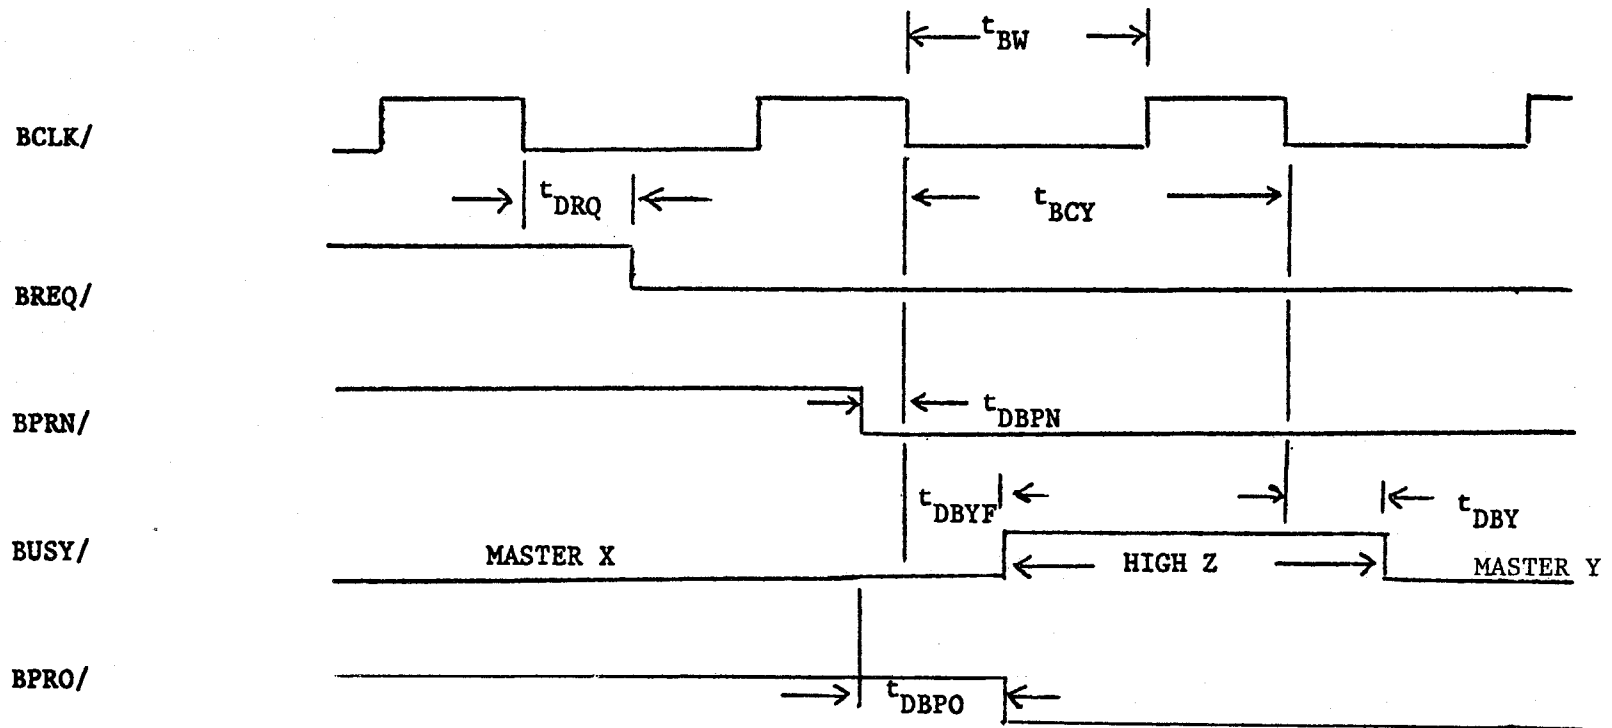 tBW
BCLK/
tDRQ
tBCY
BREQ/
BPRN/
tDBPN
tDBYF
tDBY
BUSY/
MASTER X
HIGH Z
MASTER Y
BPRO/
tDBPO